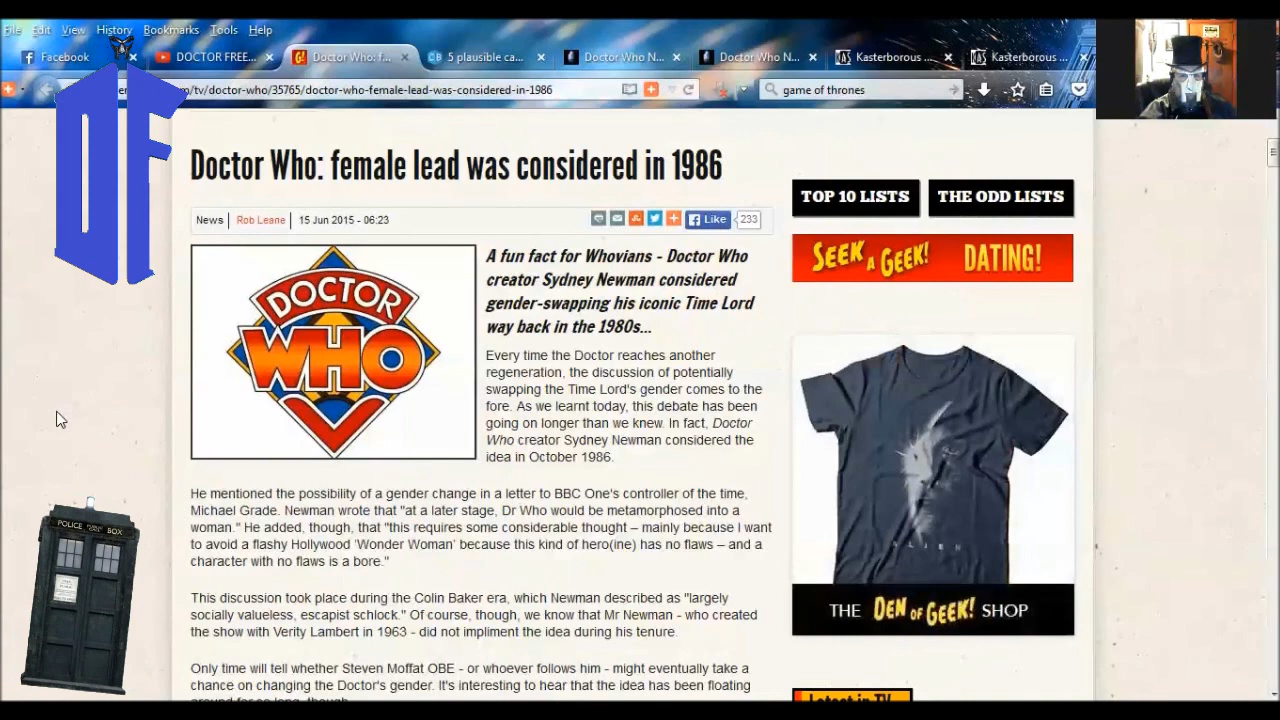 File Edit View History Bookmarks Tools Help
Facebook
DOCTOR FREE...
Doctor Who: f...
5 plausible ca...
Doctor Who N...
Doctor Who N...
Kasterborous ...
Kasterborous ...
/tv/doctor-who/35765/doctor-who-female-lead-was-considered-in-1986
game of thrones
DF
Doctor Who: female lead was considered in 1986
TOP 10 LISTS
THE ODD LISTS
News
Rob Leane
15 Jun 2015 - 06:23
Like
233
SEEK A GEEK! DATING!
DOCTOR
WHO
A fun fact for Whovians - Doctor Who
creator Sydney Newman considered
gender-swapping his iconic Time Lord
way back in the 1980s...
Every time the Doctor reaches another
regeneration, the discussion of potentially
swapping the Time Lord's gender comes to the
fore. As we learnt today, this debate has been
going on longer than we knew. In fact, Doctor
Who creator Sydney Newman considered the
idea in October 1986.
He mentioned the possibility of a gender change in a letter to BBC One's controller of the time,
Michael Grade. Newman wrote that "at a later stage, Dr Who would be metamorphosed into a
woman." He added, though, that "this requires some considerable thought – mainly because I want
to avoid a flashy Hollywood 'Wonder Woman' because this kind of hero(ine) has no flaws – and a
character with no flaws is a bore."
This discussion took place during the Colin Baker era, which Newman described as "largely
socially valueless, escapist schlock." Of course, though, we know that Mr Newman - who created
the show with Verity Lambert in 1963 - did not impliment the idea during his tenure.
Only time will tell whether Steven Moffat OBE - or whoever follows him - might eventually take a
chance on changing the Doctor's gender. It's interesting to hear that the idea has been floating
around for so long, though.
ALIEN
THE DEN OF GEEK! SHOP
Latest in TV
POLICE BOX